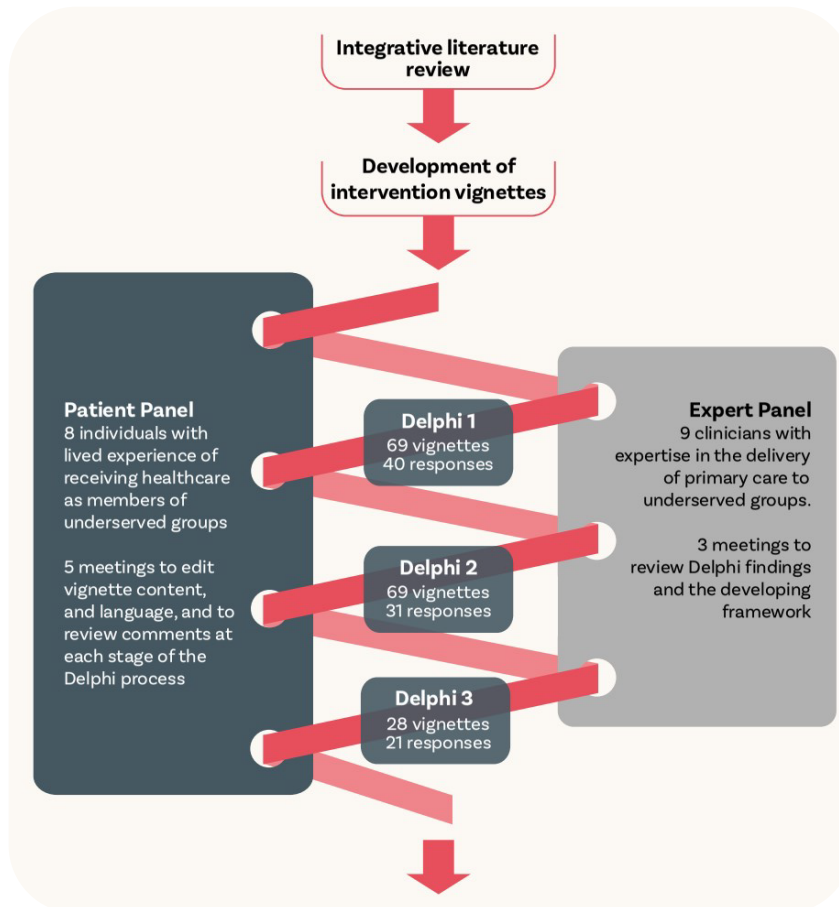 Integrative literature
review
Development of
intervention vignettes
Patient Panel
8 individuals with
lived experience of
receiving healthcare
as members of
underserved groups
5 meetings to edit
vignette content,
and language, and to
review comments at
each stage of the
Delphi process
Delphi 1
69 vignettes
40 responses
Delphi 2
69 vignettes
31 responses
Delphi 3
28 vignettes
21 responses
Expert Panel
9 clinicians with
expertise in the delivery
of primary care to
underserved groups.
3 meetings to
review Delphi findings
and the developing
framework